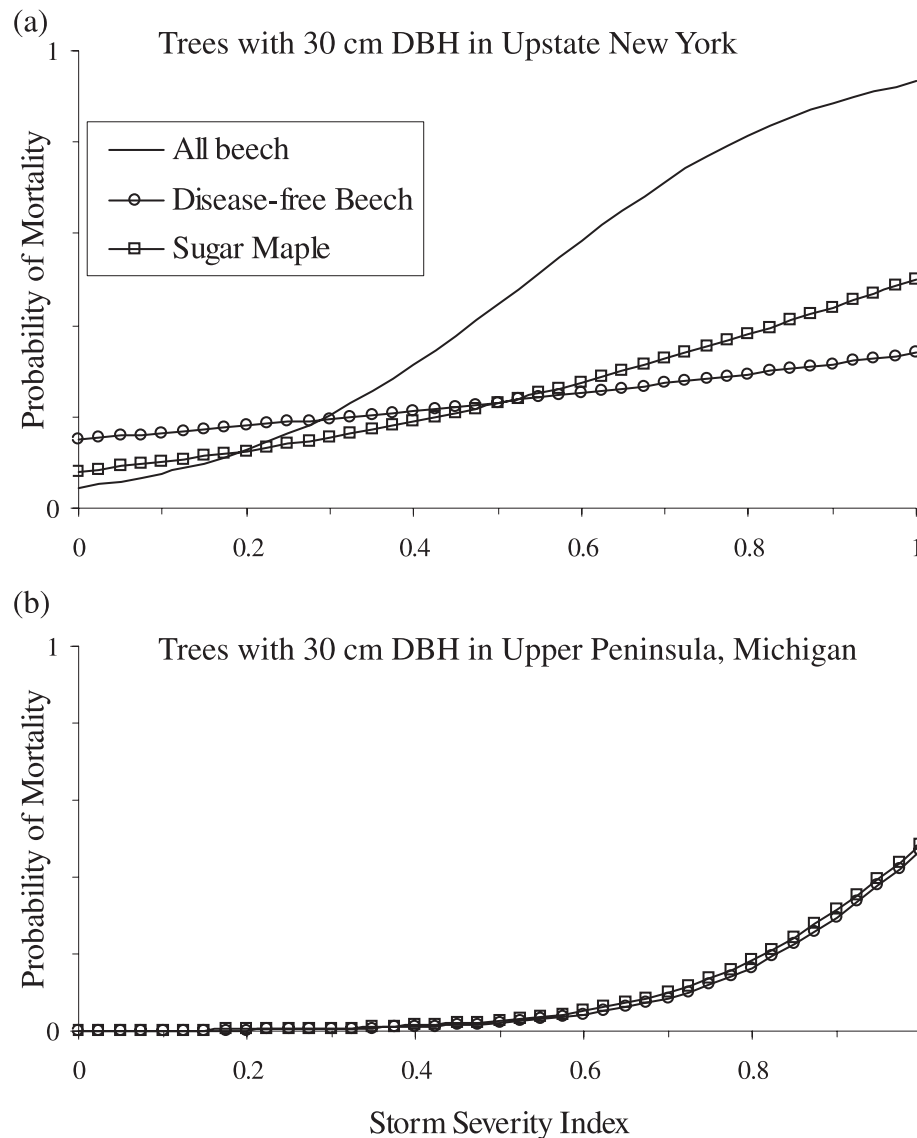 (a)
Trees with 30 cm DBH in Upstate New York
1
All beech
Disease-free Beech
Sugar Maple
Probability of Mortality
0
0 0.2 0.4 0.6 0.8 1
(b)
1
Trees with 30 cm DBH in Upper Peninsula, Michigan
Probability of Mortality
0
0 0.2 0.4 0.6 0.8
Storm Severity Index